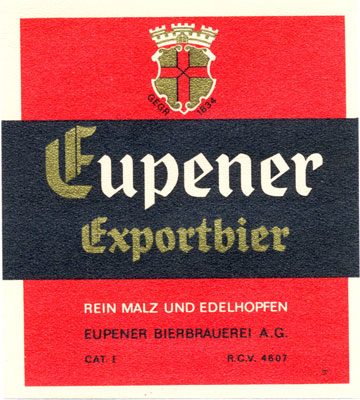 GEGR. 1834
Eupener
Exportbier
REIN MALZ UND EDELHOPFEN
EUPENER BIERBRAUEREI A.G.
CAT. I R.C.V. 4607